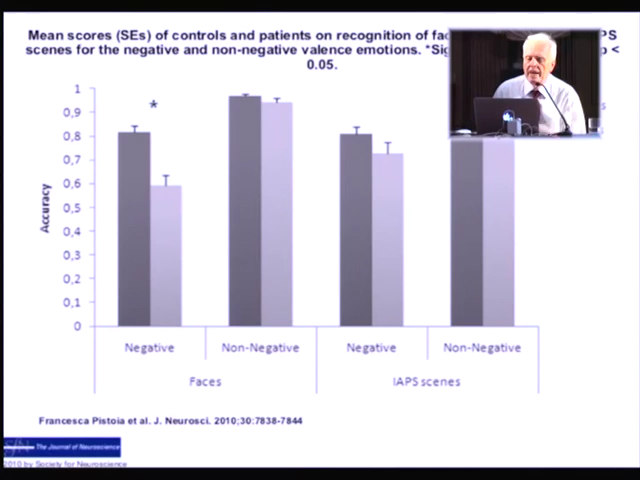 Mean scores (SEs) of controls and patients on recognition of PS
scenes for the negative and non-negative valence emotions. <
0.05.
1
0,9
0,8
0,7
0,6
0,5
0,4
0,3
0,2
0,1
0
Accuracy
*
Negative Non-Negative Negative Non-Negative
Faces IAPS scenes
Francesca Pistoia et al. J. Neurosci. 2010;30:7838-7844
The Journal of Neuroscience
2010 by Society for Neuroscience